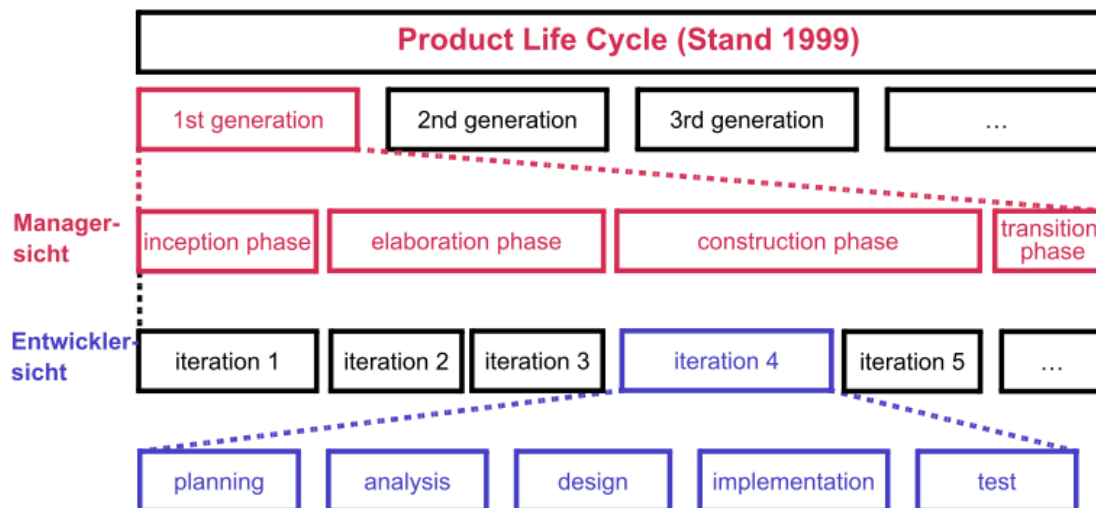 Product Life Cycle (Stand 1999)
1st generation
2nd generation
3rd generation
…
Manager-
sicht
inception phase
elaboration phase
construction phase
transition
phase
Entwickler-
sicht
iteration 1
iteration 2
iteration 3
iteration 4
iteration 5
…
planning
analysis
design
implementation
test